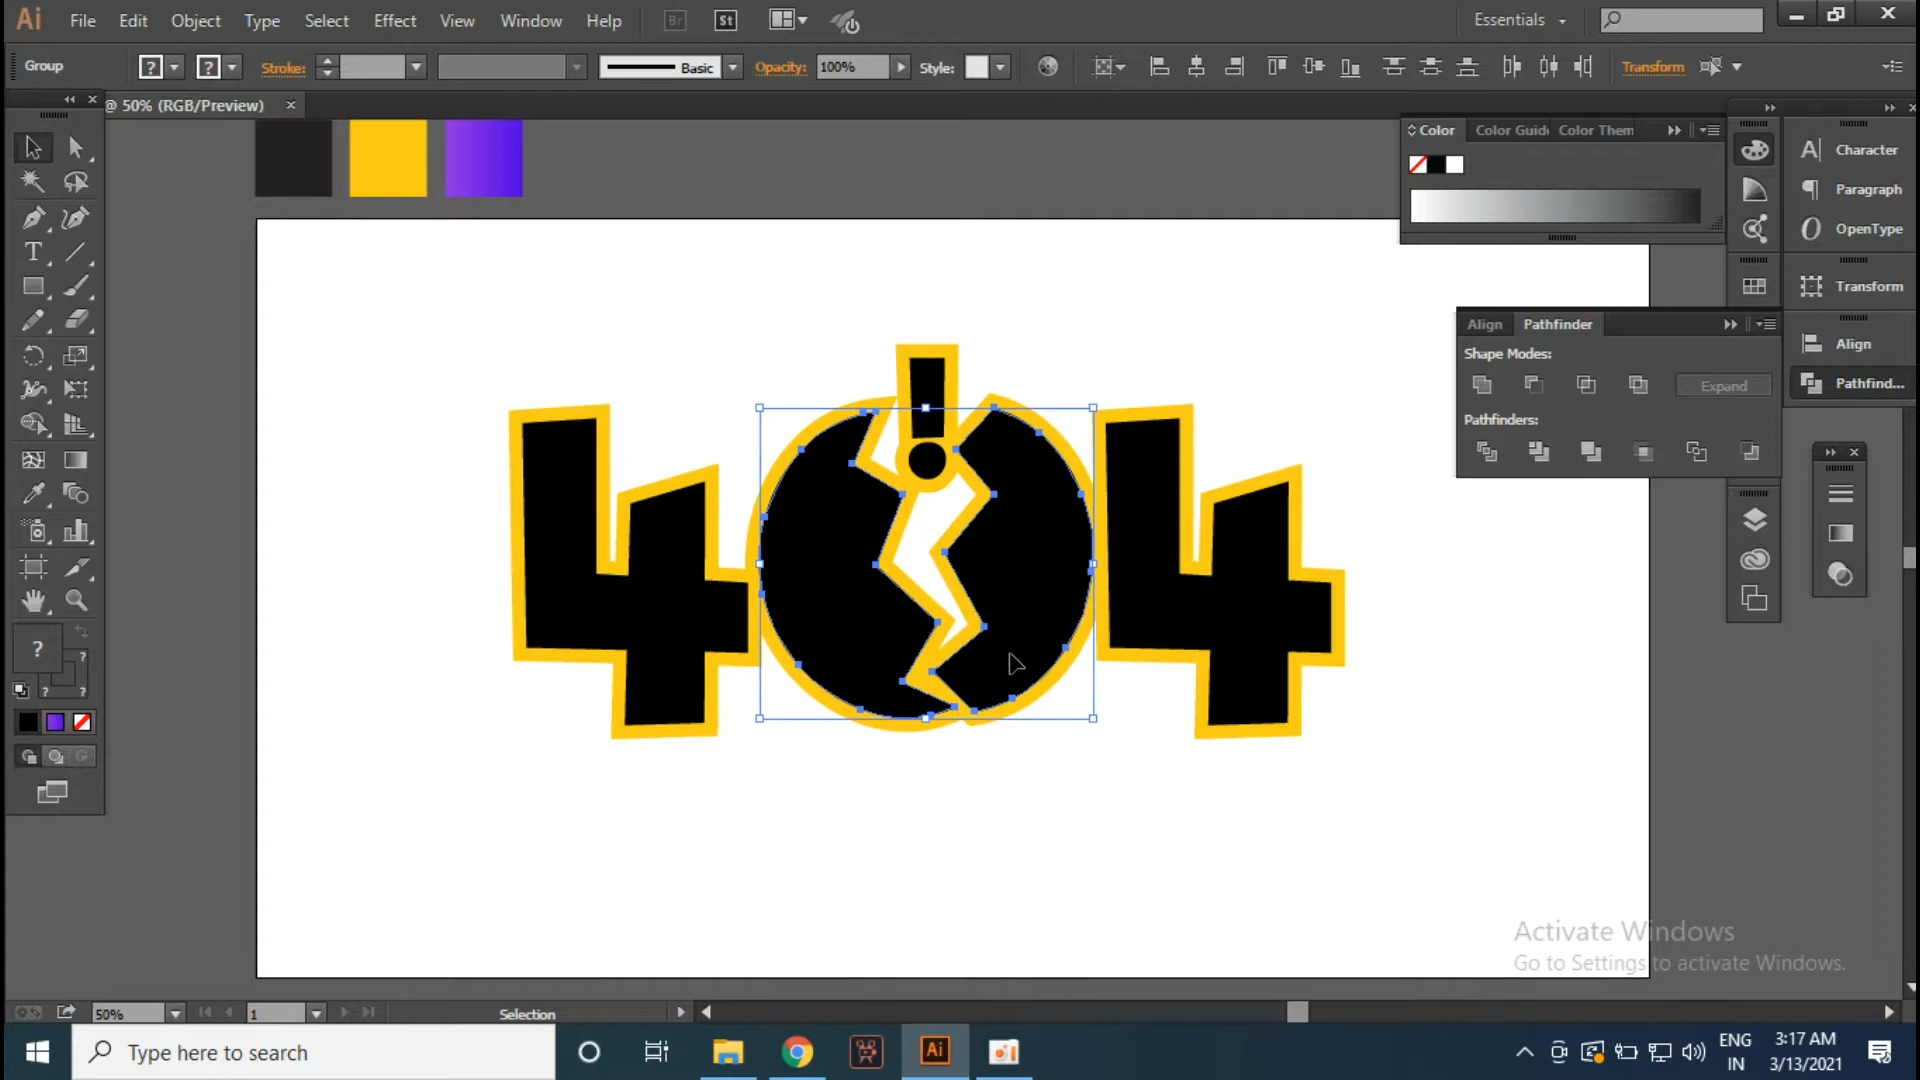 Ai File Edit Object Type Select Effect View Window Help Br St Essentials
Group ? ? Stroke: Basic Opacity: 100% Style: Transform
@ 50% (RGB/Preview)
Color Color Guid Color Them
Character
Paragraph
OpenType
Transform
Align
Pathfind...
Align Pathfinder
Shape Modes:
Expand
Pathfinders:
T
4!04
?
?
? ?
Activate Windows
Go to Settings to activate Windows.
50% 1 Selection
Type here to search
Ai
ENG
IN
3:17 AM
3/13/2021